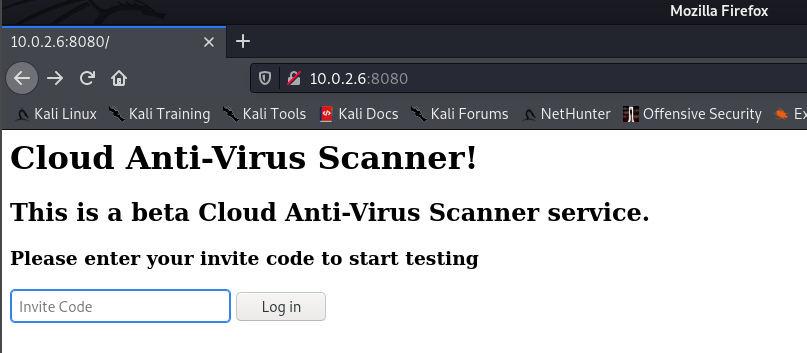 Mozilla Firefox
10.0.2.6:8080/
10.0.2.6:8080
Kali Linux Kali Training Kali Tools Kali Docs Kali Forums NetHunter Offensive Security Ex
Cloud Anti-Virus Scanner!
This is a beta Cloud Anti-Virus Scanner service.
Please enter your invite code to start testing
Invite Code Log in